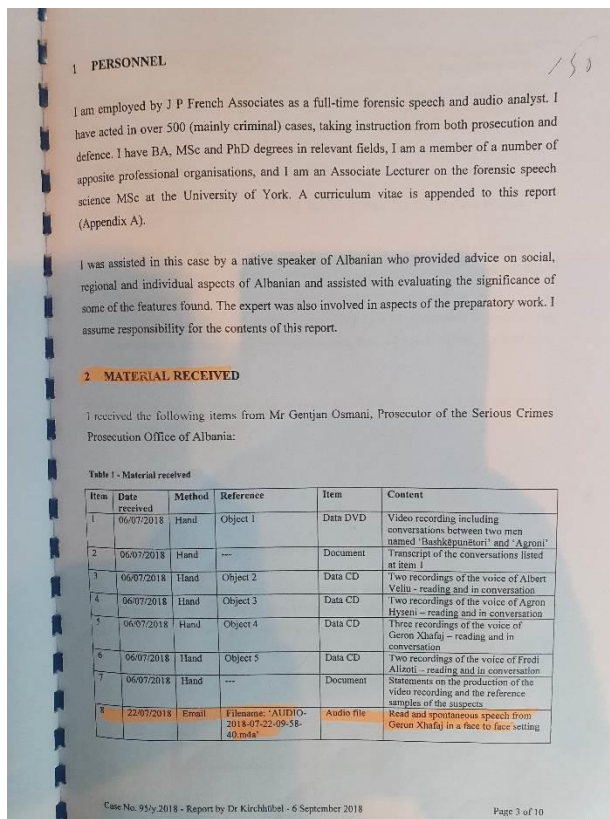 150
1 PERSONNEL
I am employed by J P French Associates as a full-time forensic speech and audio analyst. I
have acted in over 500 (mainly criminal) cases, taking instruction from both prosecution and
defence. I have BA, MSc and PhD degrees in relevant fields, I am a member of a number of
apposite professional organisations, and I am an Associate Lecturer on the forensic speech
science MSc at the University of York. A curriculum vitae is appended to this report
(Appendix A).
I was assisted in this case by a native speaker of Albanian who provided advice on social,
regional and individual aspects of Albanian and assisted with evaluating the significance of
some of the features found. The expert was also involved in aspects of the preparatory work. I
assume responsibility for the contents of this report.
2 MATERIAL RECEIVED
I received the following items from Mr Gentjan Osmani, Prosecutor of the Serious Crimes
Prosecution Office of Albania:
Table 1 - Material received
Item Date received Method Reference Item Content
1 06/07/2018 Hand Object 1 Data DVD Video recording including
conversations between two men
named 'Bashkëpunëtori' and 'Agroni'
2 06/07/2018 Hand --- Document Transcript of the conversations listed
at item 1
3 06/07/2018 Hand Object 2 Data CD Two recordings of the voice of Albert
Veliu - reading and in conversation
4 06/07/2018 Hand Object 3 Data CD Two recordings of the voice of Agron
Hyseni – reading and in conversation
5 06/07/2018 Hand Object 4 Data CD Three recordings of the voice of
Geron Xhafaj – reading and in
conversation
6 06/07/2018 Hand Object 5 Data CD Two recordings of the voice of Fredi
Alizoti – reading and in conversation
7 06/07/2018 Hand --- Document Statements on the production of the
video recording and the reference
samples of the suspects
8 22/07/2018 Email Filename: 'AUDIO- Audio file Read and spontaneous speech from
2018-07-22-09-58- Geron Xhafaj in a face to face setting
40.m4a'
Case No. 95/y.2018 - Report by Dr Kirchhübel - 6 September 2018 Page 3 of 10